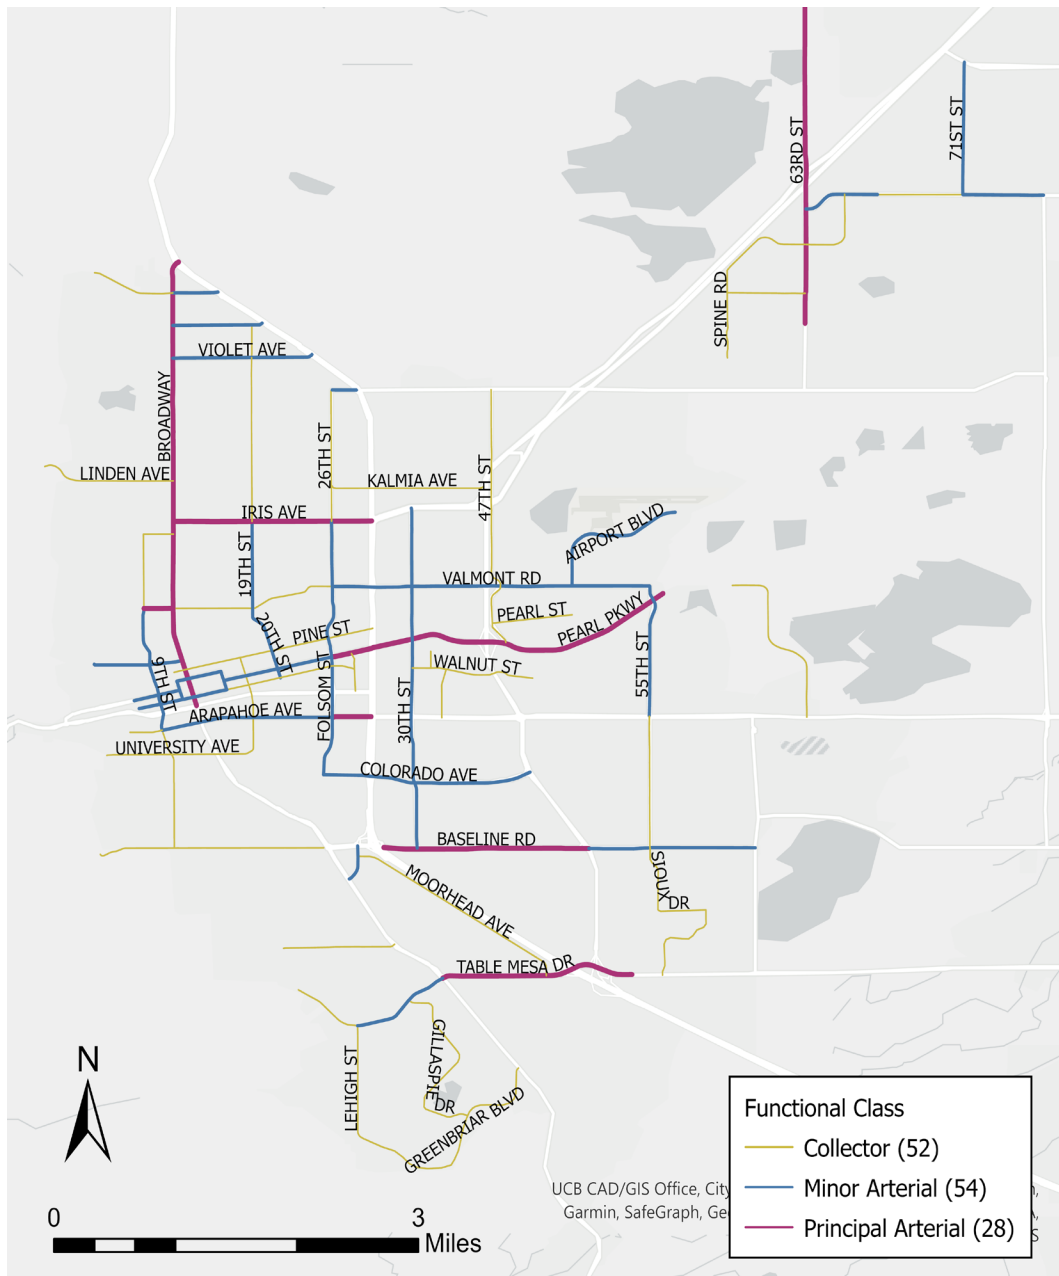 71ST ST
63RD ST
SPINE RD
VIOLET AVE
BROADWAY
26TH ST
LINDEN AVE
KALMIA AVE
47TH ST
IRIS AVE
AIRPORT BLVD
19TH ST
VALMONT RD
PEARL ST
PEARL PKWY
20TH ST
PINE ST
55TH ST
WALNUT ST
9TH ST
FOLSOM ST
30TH ST
ARAPAHOE AVE
UNIVERSITY AVE
COLORADO AVE
BASELINE RD
SIOUX DR
MOORHEAD AVE
TABLE MESA DR
GILLASPIE DR
LEHIGH ST
GREENBRIAR BLVD
N
0 3
Miles
Functional Class
Collector (52)
Minor Arterial (54)
Principal Arterial (28)
UCB CAD/GIS Office, City
Garmin, SafeGraph,